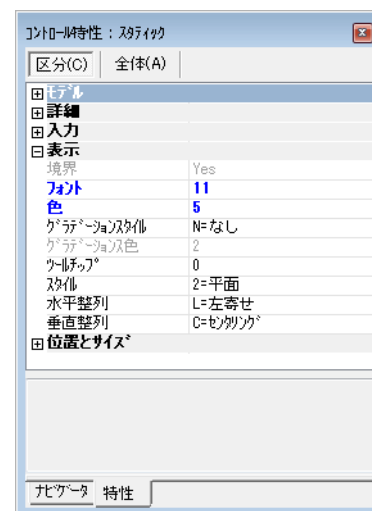 コントロール特性 : スタティック
区分(C) 全体(A)
モデル
詳細
入力
表示
境界 Yes
フォント 11
色 5
グラデーションスタイル N=なし
グラデーション色 2
ツールチップ 0
スタイル 2=平面
水平整列 L=左寄せ
垂直整列 C=センタリング
位置とサイズ
ナビゲータ 特性